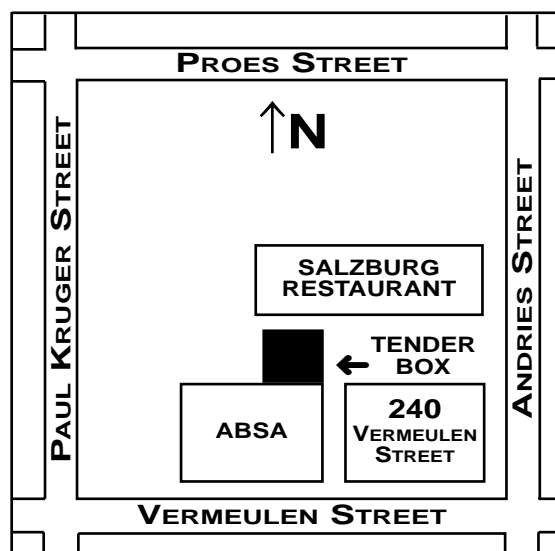 PROES STREET
N
PAUL KRUGER STREET
ANDRIES STREET
SALZBURG
RESTAURANT
TENDER
BOX
ABSA
240
VERMEULEN
STREET
VERMEULEN STREET